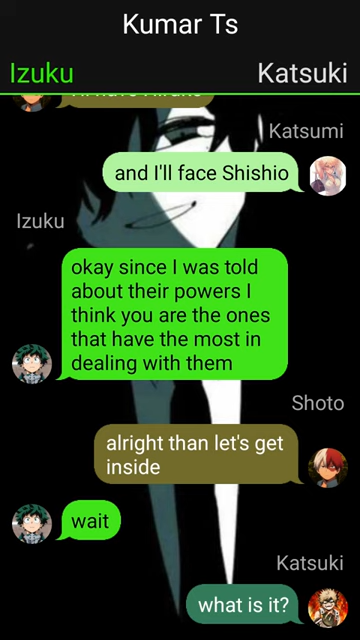 Kumar Ts
Izuku
Katsuki
Katsumi
and I'll face Shishio
Izuku
okay since I was told
about their powers I
think you are the ones
that have the most in
dealing with them
Shoto
alright than let's get
inside
wait
Katsuki
what is it?